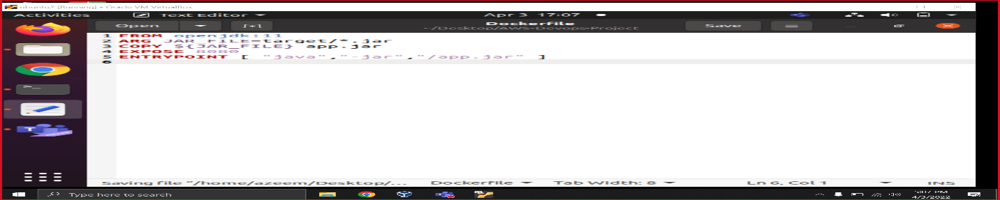 ubuntu2 [Running] - Oracle VM VirtualBox
Activities Text Editor Apr 3 17:07
Open Dockerfile Save
~/Desktop/AWS-Devops-Project
1 FROM openjdk:11
2 ARG JAR_FILE=target/*.jar
3 COPY ${JAR_FILE} app.jar
4 EXPOSE 8080
5 ENTRYPOINT [ "java","-jar","/app.jar" ]
6
Saving file "/home/azeem/Desktop/... Dockerfile Tab Width: 8 Ln 6, Col 1 INS
Type here to search 5:07 PM
4/3/2022